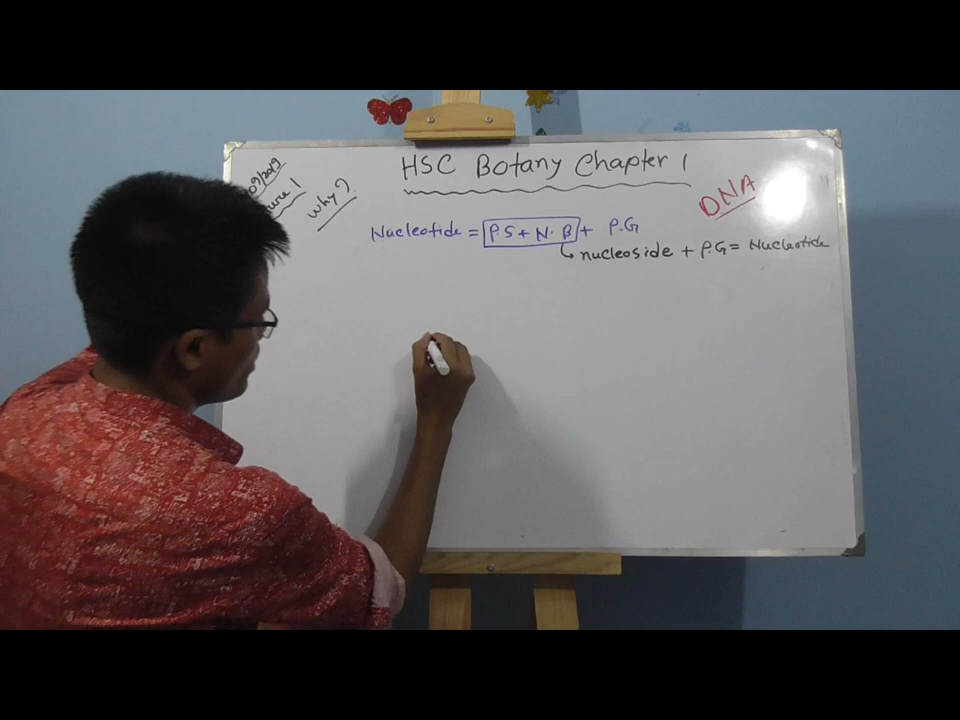 HSC Botany Chapter 1
Why?
DNA
Nucleotide = P.S + N.B + P.G
nucleoside + P.G = Nucleotide